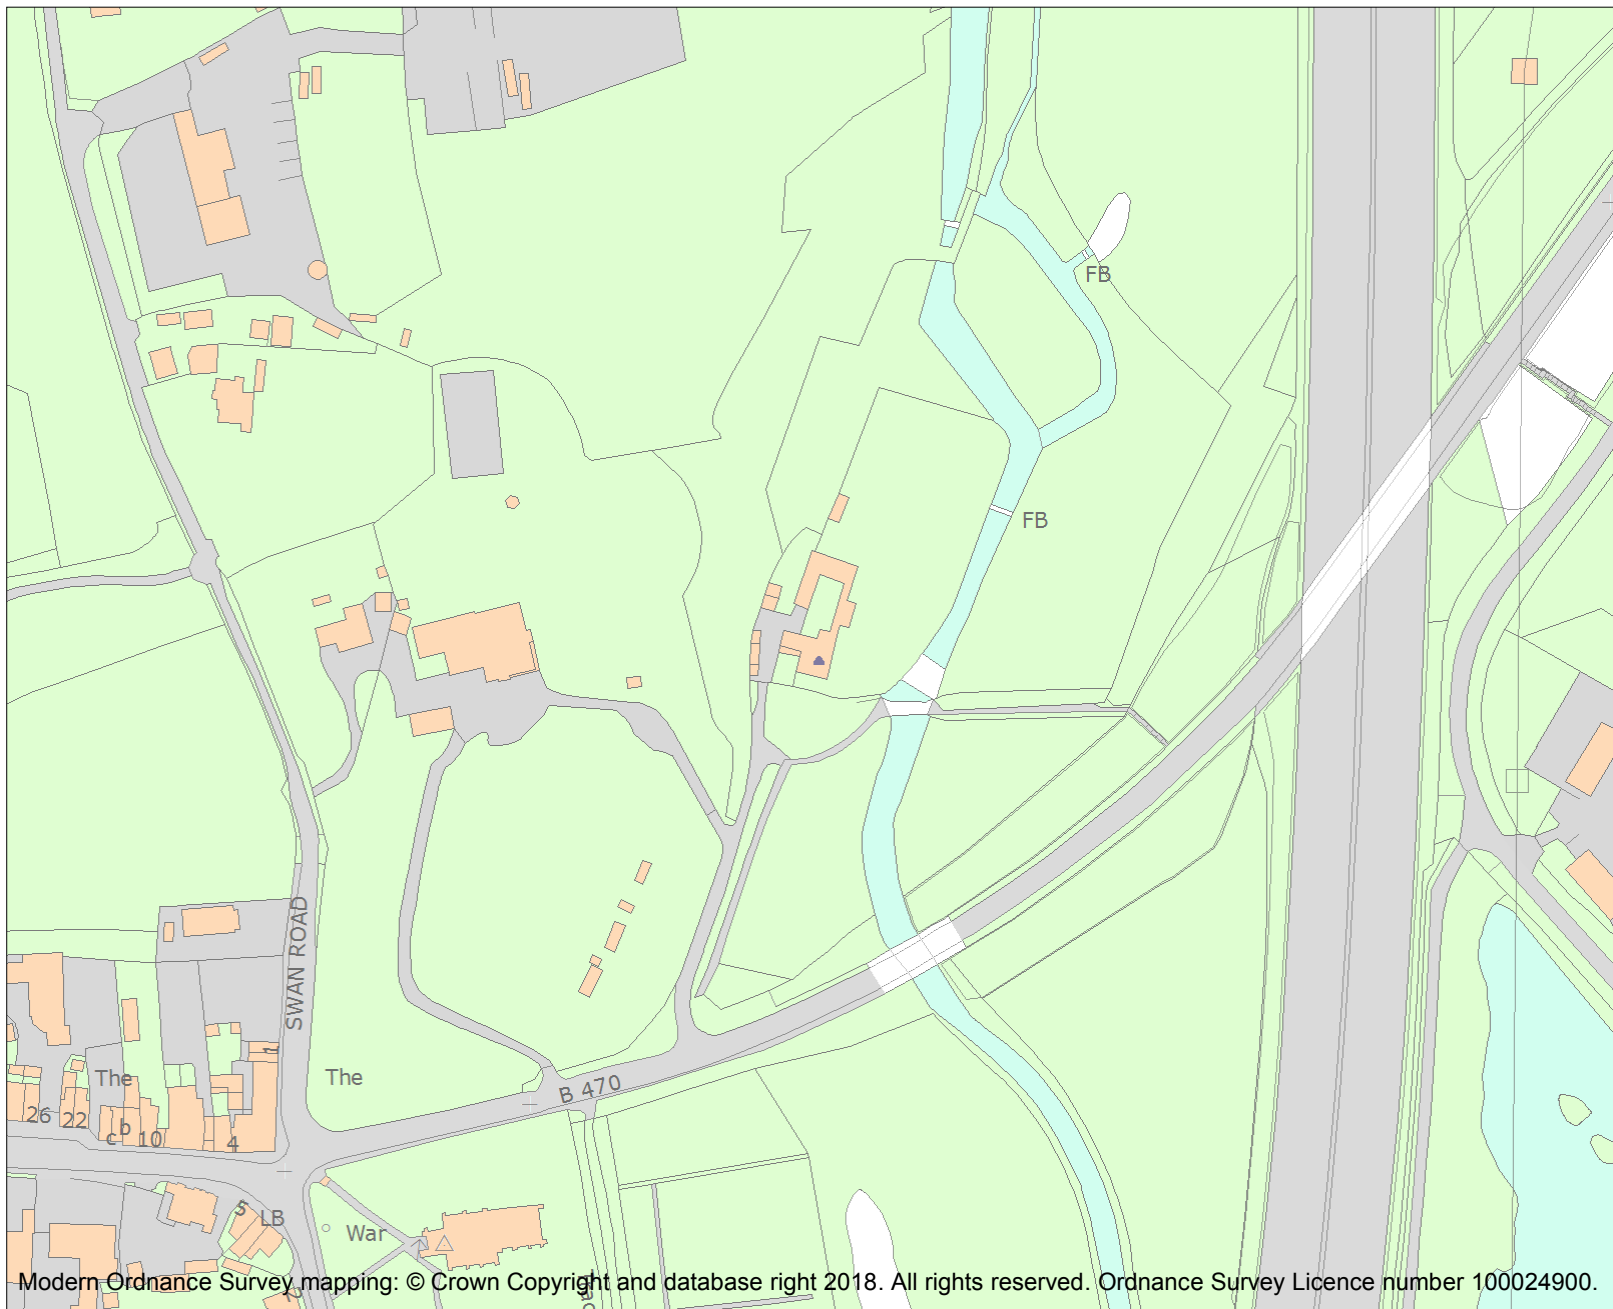 FB
FB
SWAN ROAD
1
The
The
B 470
26
22
b
c
10
4
5
LB
War
Modern Ordnance Survey mapping: © Crown Copyright and database right 2018. All rights reserved. Ordnance Survey Licence number 100024900.